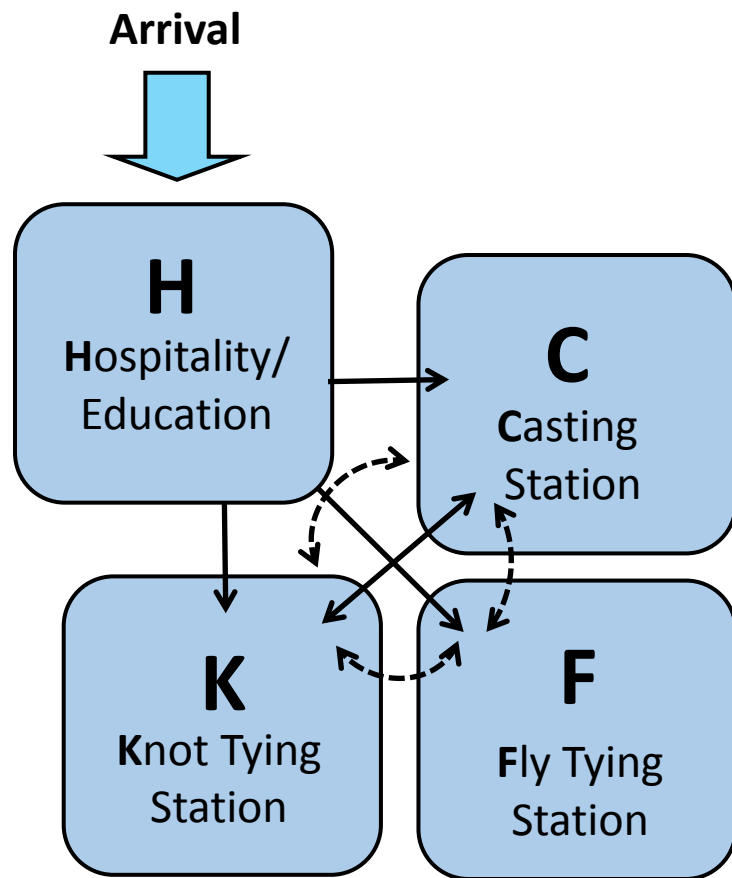 Arrival
H
Hospitality/
Education
C
Casting
Station
K
Knot Tying
Station
F
Fly Tying
Station